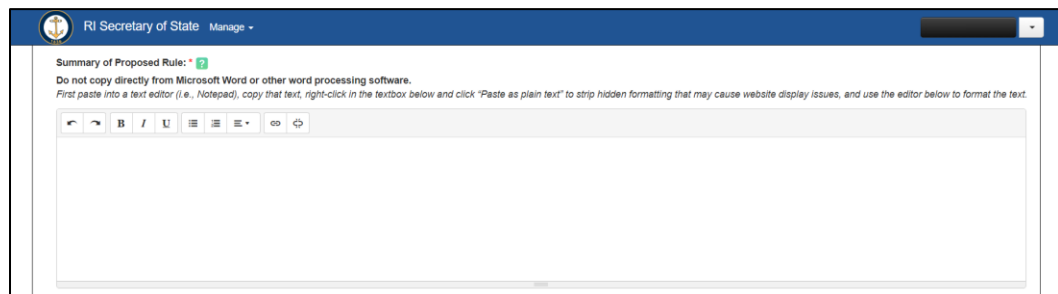 RI Secretary of State Manage
Summary of Proposed Rule: * ?
Do not copy directly from Microsoft Word or other word processing software.
First paste into a text editor (i.e., Notepad), copy that text, right-click in the textbox below and click "Paste as plain text" to strip hidden formatting that may cause website display issues, and use the editor below to format the text.
B I U